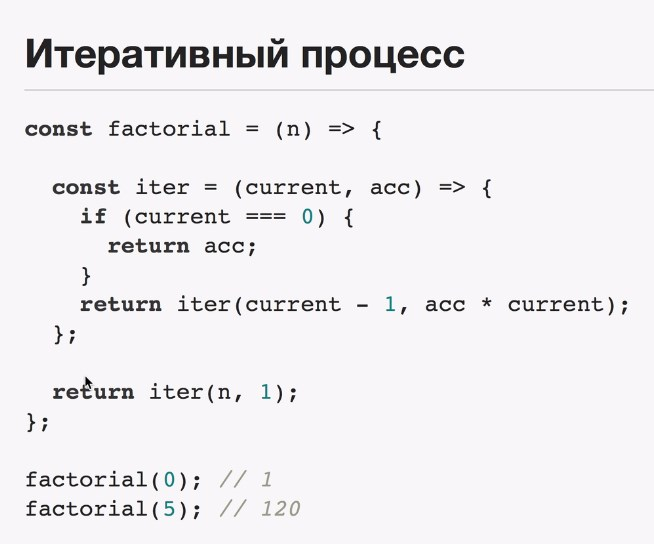 Итеративный процесс
const factorial = (n) => {
  const iter = (current, acc) => {
    if (current === 0) {
      return acc;
    }
    return iter(current - 1, acc * current);
  };
  return iter(n, 1);
};
factorial(0); // 1
factorial(5); // 120